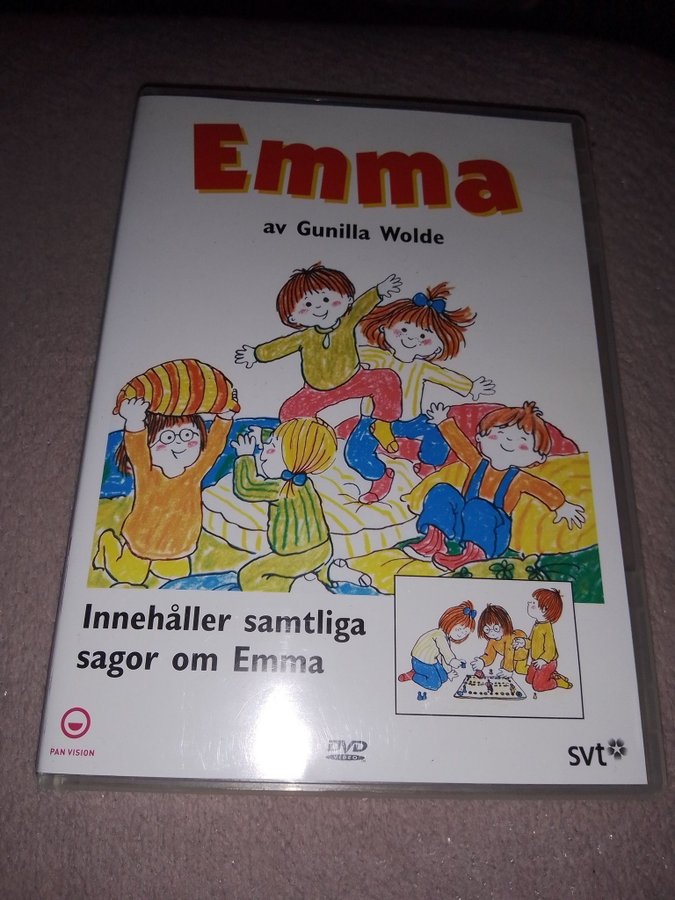 Emma
av Gunilla Wolde
Innehåller samtliga
sagor om Emma
PAN VISION
DVD
VIDEO
svt